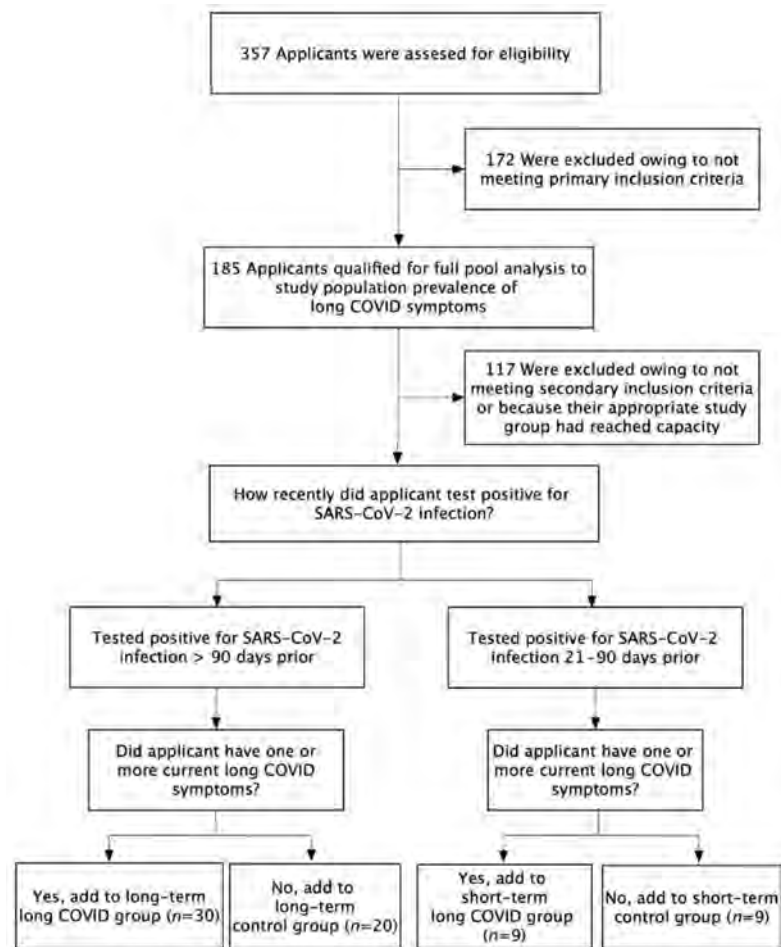 357 Applicants were assesed for eligibility
172 Were excluded owing to not
meeting primary inclusion criteria
185 Applicants qualified for full pool analysis to
study population prevalence of
long COVID symptoms
117 Were excluded owing to not
meeting secondary inclusion criteria
or because their appropriate study
group had reached capacity
How recently did applicant test positive for
SARS-CoV-2 infection?
Tested positive for SARS-CoV-2
infection > 90 days prior
Tested positive for SARS-CoV-2
infection 21-90 days prior
Did applicant have one or
more current long COVID
symptoms?
Did applicant have one or
more current long COVID
symptoms?
Yes, add to long-term
long COVID group (n=30)
No, add to
long-term
control group (n=20)
Yes, add to
short-term
long COVID group
(n=9)
No, add to short-term
control group (n=9)